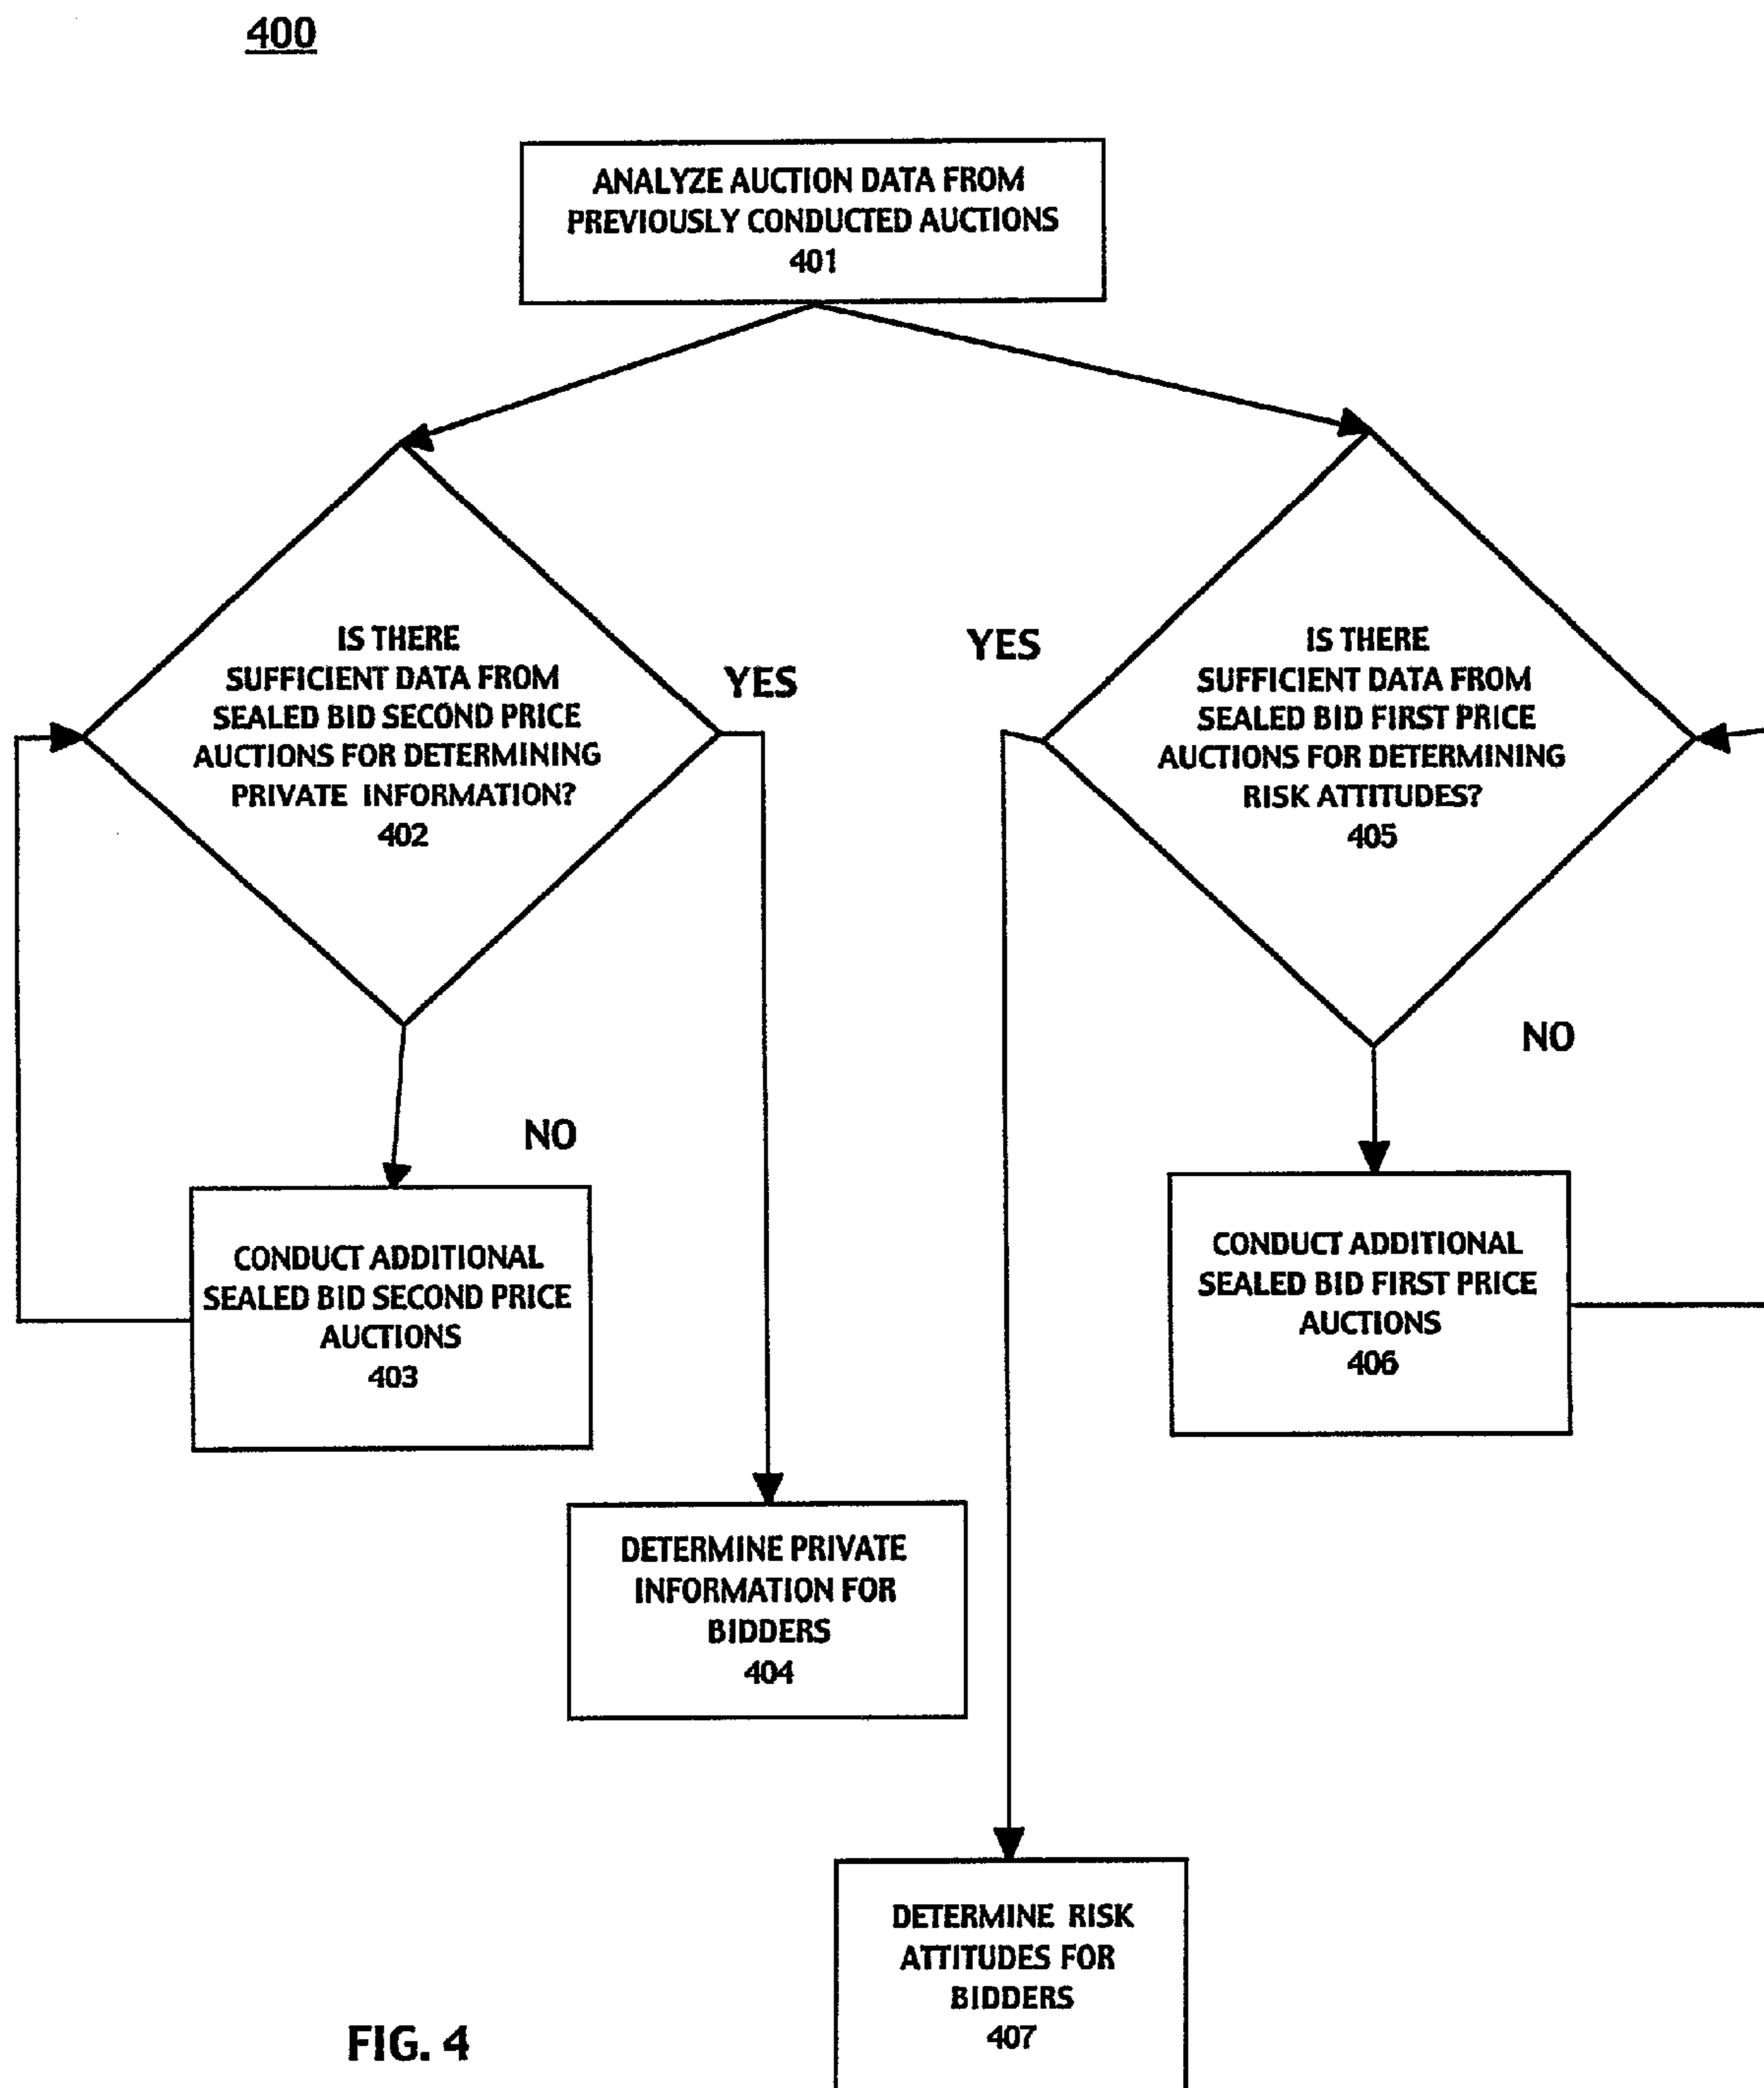 400
ANALYZE AUCTION DATA FROM
PREVIOUSLY CONDUCTED AUCTIONS
401
IS THERE
SUFFICIENT DATA FROM
SEALED BID SECOND PRICE
AUCTIONS FOR DETERMINING
PRIVATE INFORMATION?
402
YES
YES
IS THERE
SUFFICIENT DATA FROM
SEALED BID FIRST PRICE
AUCTIONS FOR DETERMINING
RISK ATTITUDES?
405
NO
NO
CONDUCT ADDITIONAL
SEALED BID SECOND PRICE
AUCTIONS
403
CONDUCT ADDITIONAL
SEALED BID FIRST PRICE
AUCTIONS
406
DETERMINE PRIVATE
INFORMATION FOR
BIDDERS
404
DETERMINE RISK
ATTITUDES FOR
BIDDERS
407
FIG. 4